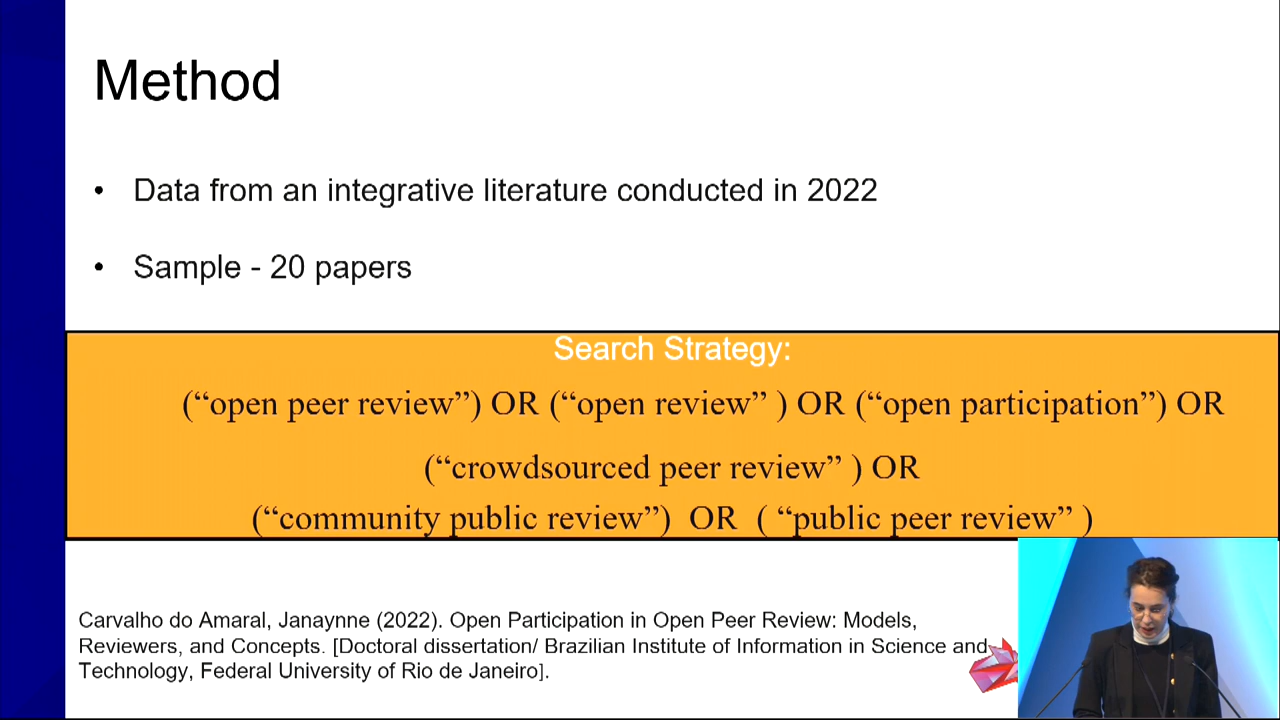 Method
• Data from an integrative literature conducted in 2022
• Sample - 20 papers
Search Strategy:
(“open peer review”) OR (“open review” ) OR (“open participation”) OR
(“crowdsourced peer review” ) OR
(“community public review”) OR ( “public peer review” )
Carvalho do Amaral, Janaynne (2022). Open Participation in Open Peer Review: Models,
Reviewers, and Concepts. [Doctoral dissertation/ Brazilian Institute of Information in Science and
Technology, Federal University of Rio de Janeiro].